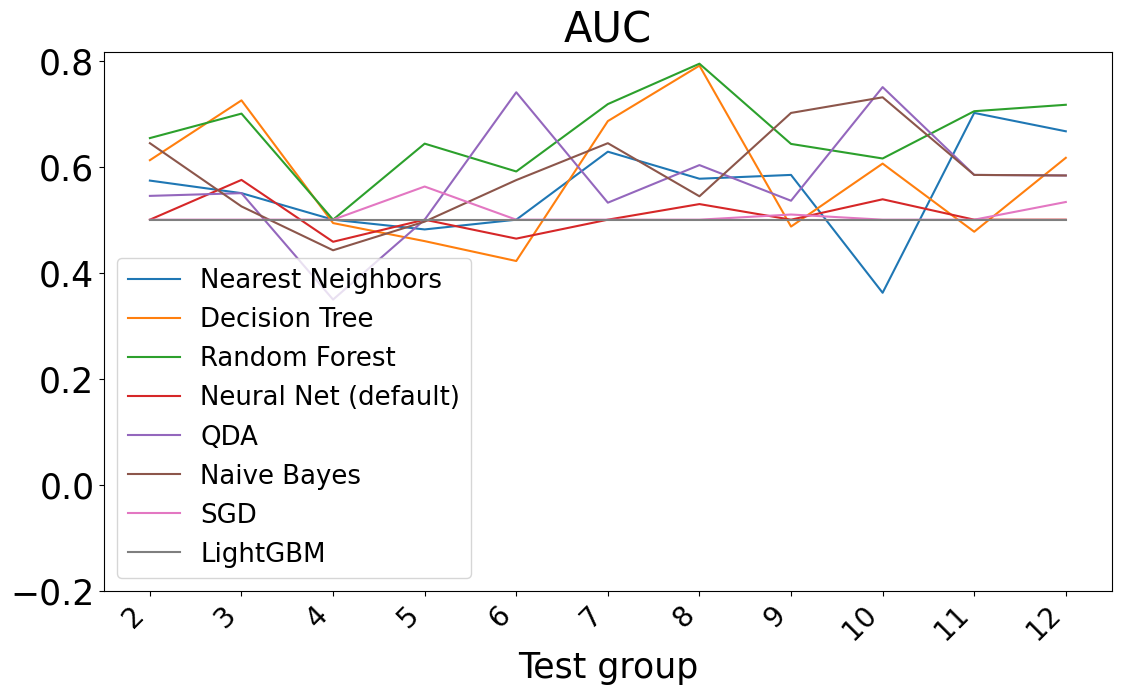 AUC
0.8
0.6
0.4
0.2
0.0
−0.2
Nearest Neighbors
Decision Tree
Random Forest
Neural Net (default)
QDA
Naive Bayes
SGD
LightGBM
2 3 4 5 6 7 8 9 10 11 12
Test group